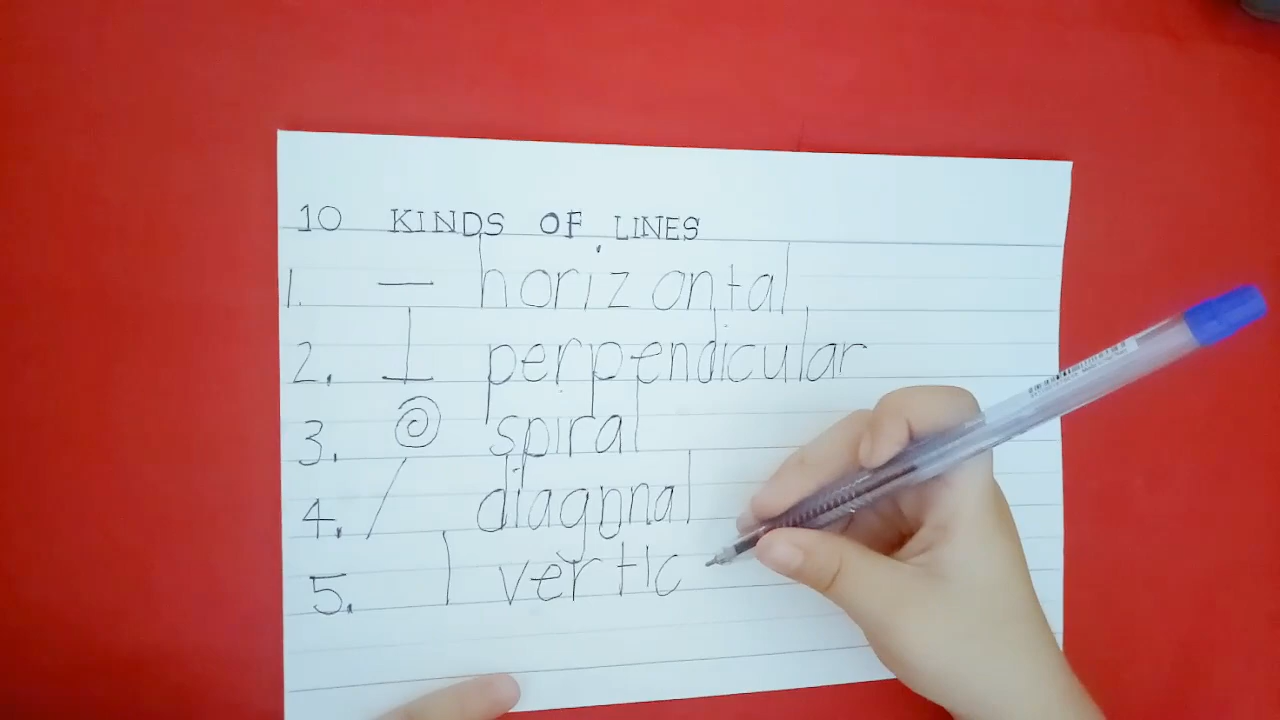 10 KINDS OF LINES
1. — horizontal
2. perpendicular
3. spiral
4. / diagonal
5. | vertic